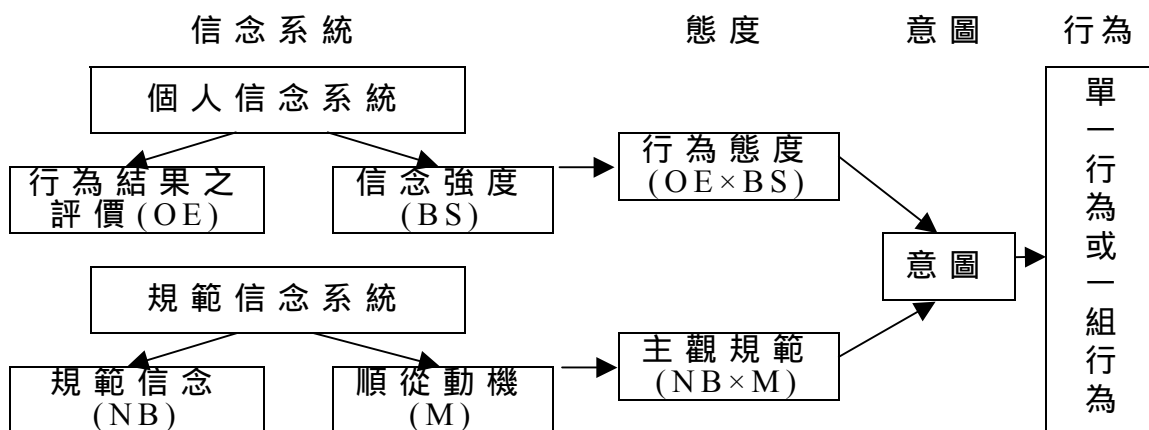 信念系統 態度 意圖 行為
個人信念系統
行為結果之
評價(OE)
信念強度
(BS)
行為態度
(OE×BS)
規範信念系統
規範信念
(NB)
順從動機
(M)
主觀規範
(NB×M)
意圖
單
一
行
為
或
一
組
行
為